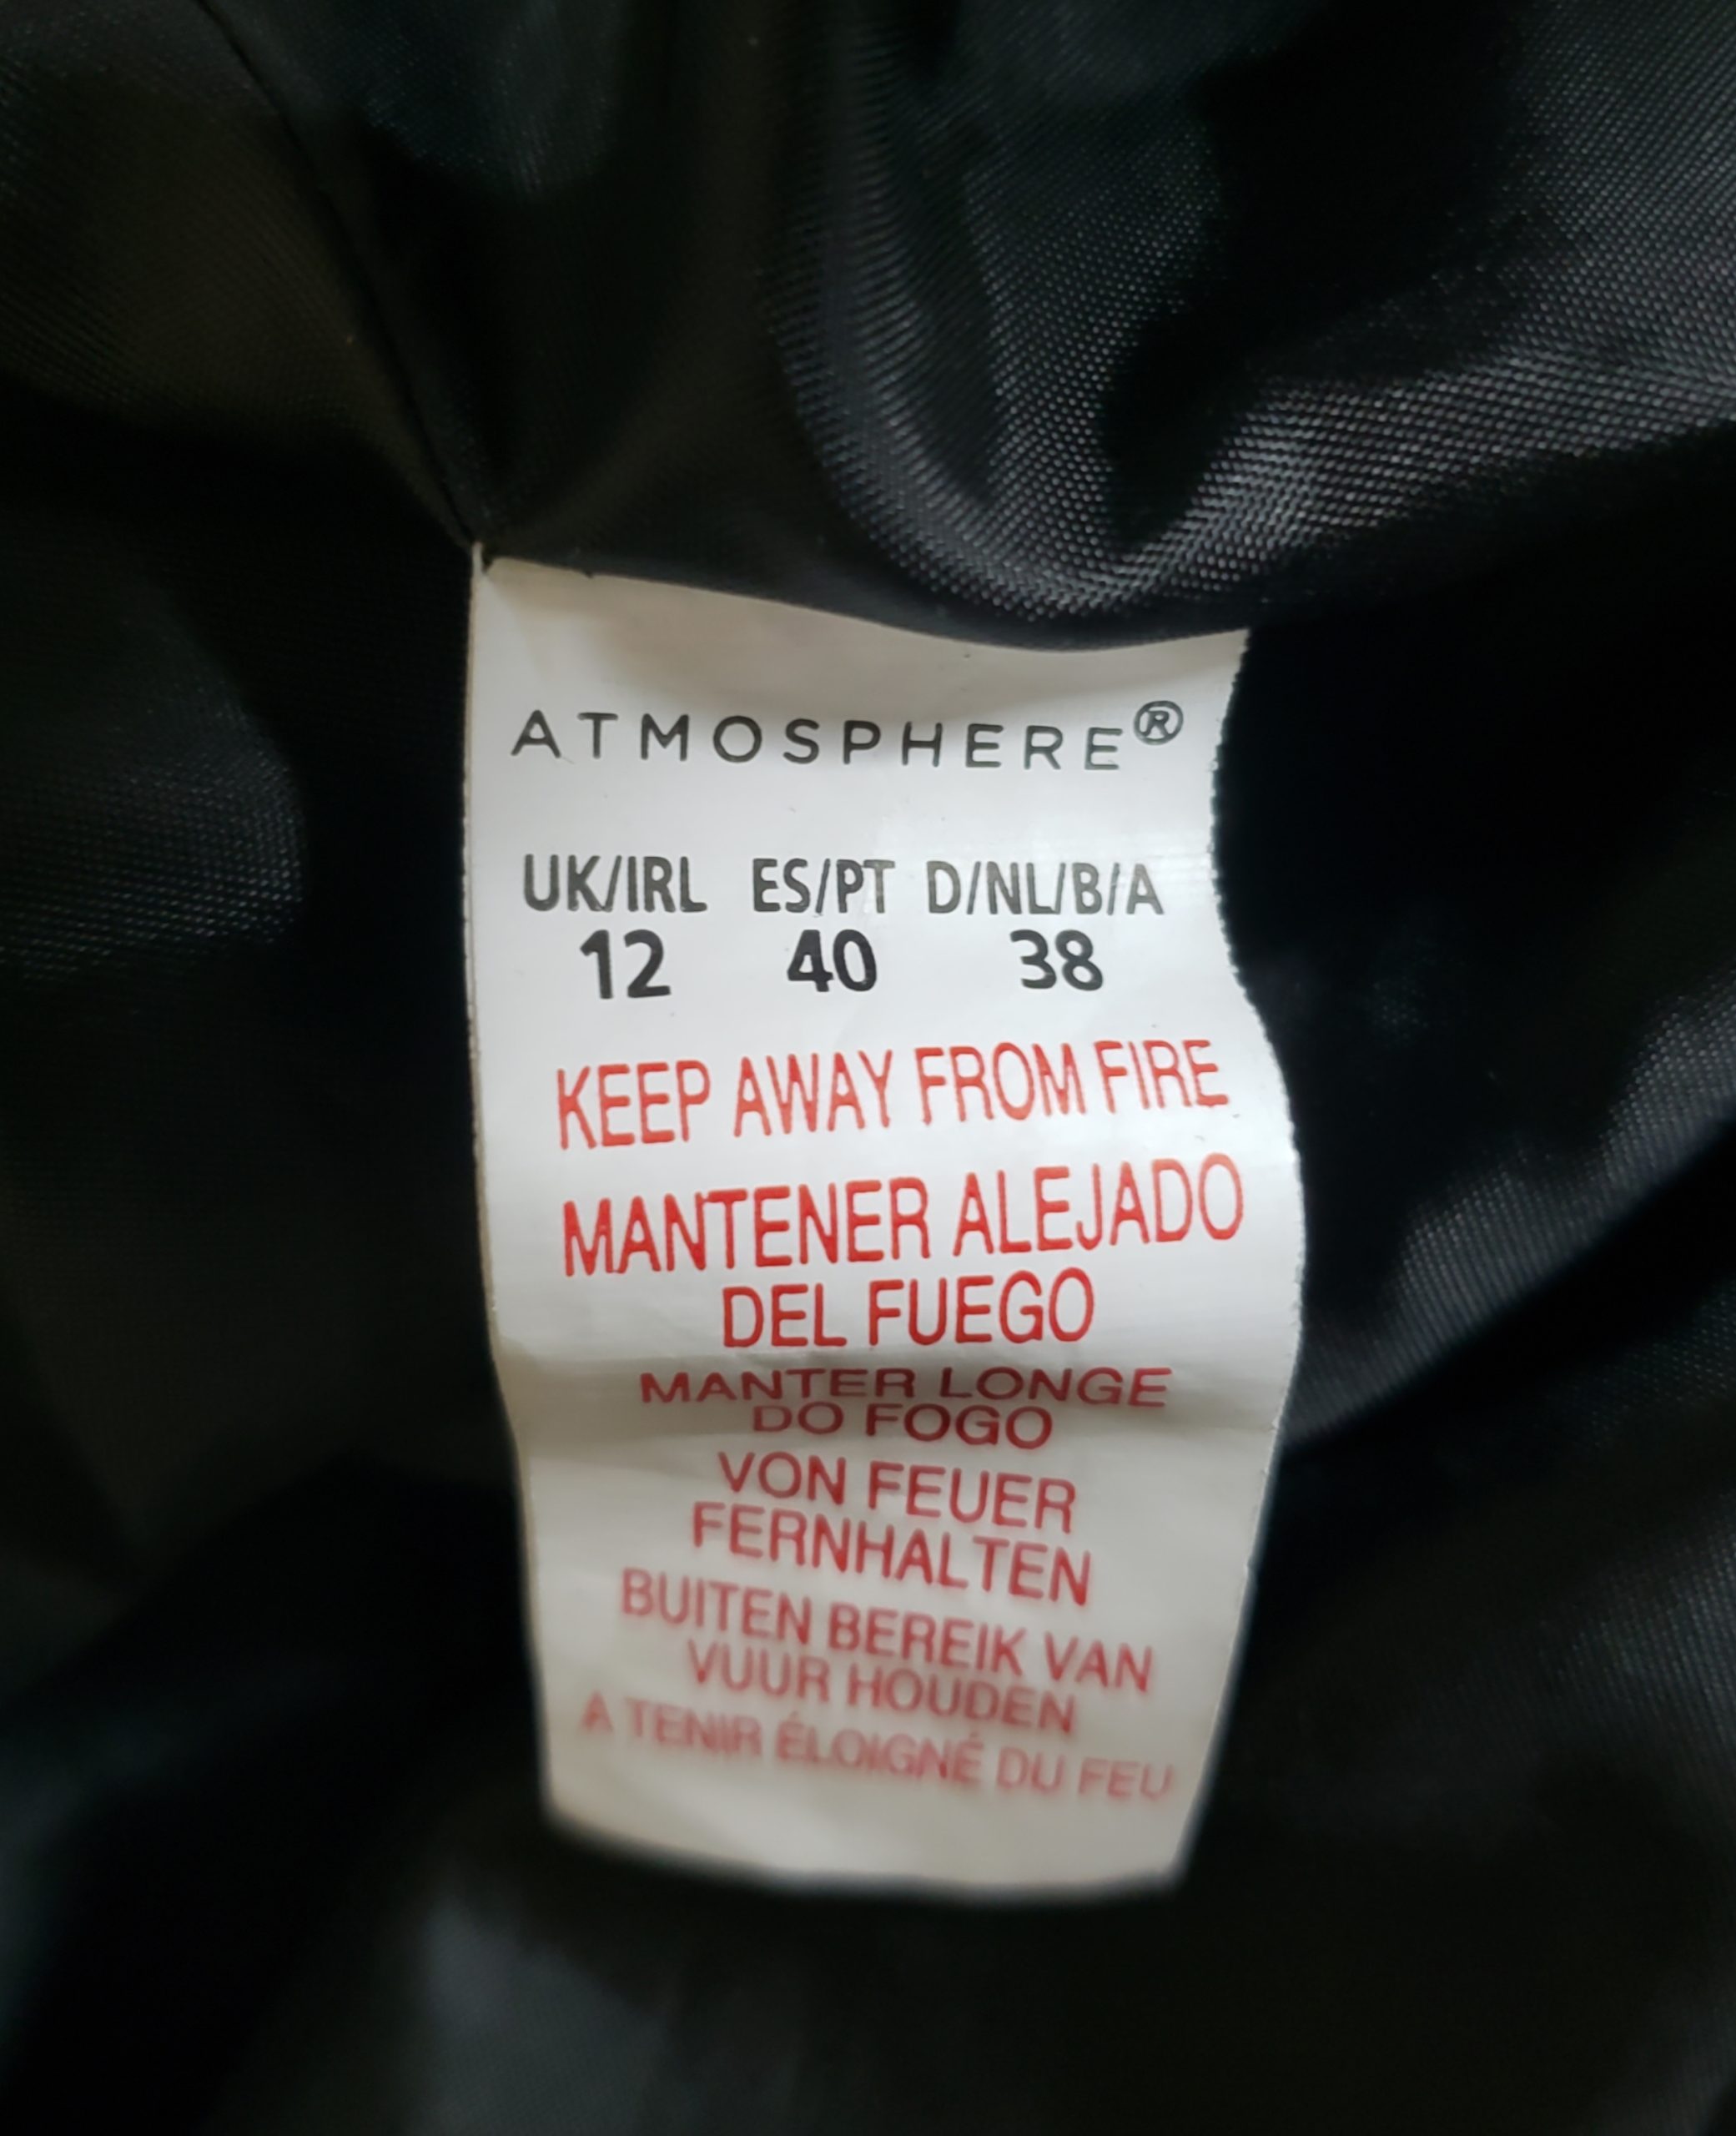 ATMOSPHERE®
UK/IRL ES/PT D/NL/B/A
12 40 38
KEEP AWAY FROM FIRE
MANTENER ALEJADO
DEL FUEGO
MANTER LONGE
DO FOGO
VON FEUER
FERNHALTEN
BUITEN BEREIK VAN
VUUR HOUDEN
A TENIR ÉLOIGNÉ DU FEU